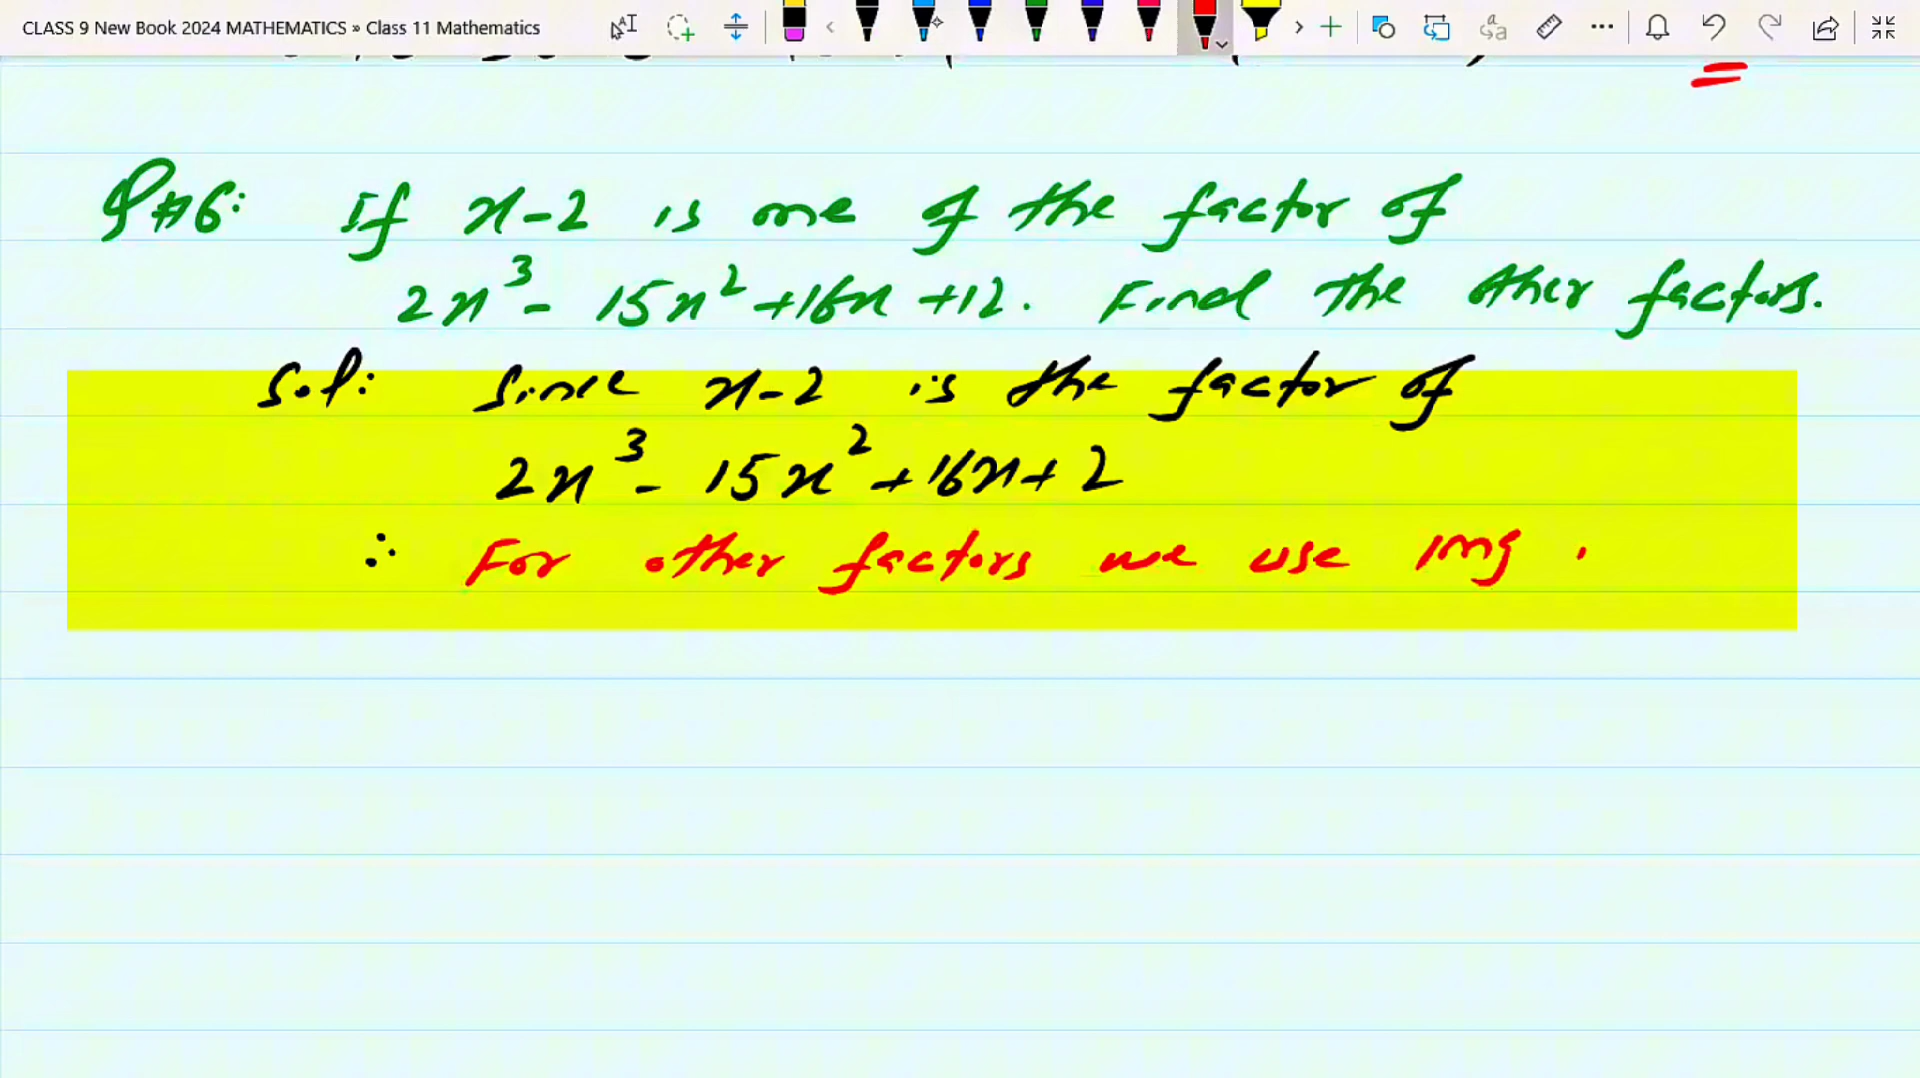 CLASS 9 New Book 2024 MATHEMATICS » Class 11 Mathematics
Q#6: If x-2 is one of the factor of
2x³ - 15x² +16x +12. Find the other factors.
Sol: Since x-2 is the factor of
2x³ - 15x² +16x + 2
∴ For other factors we use